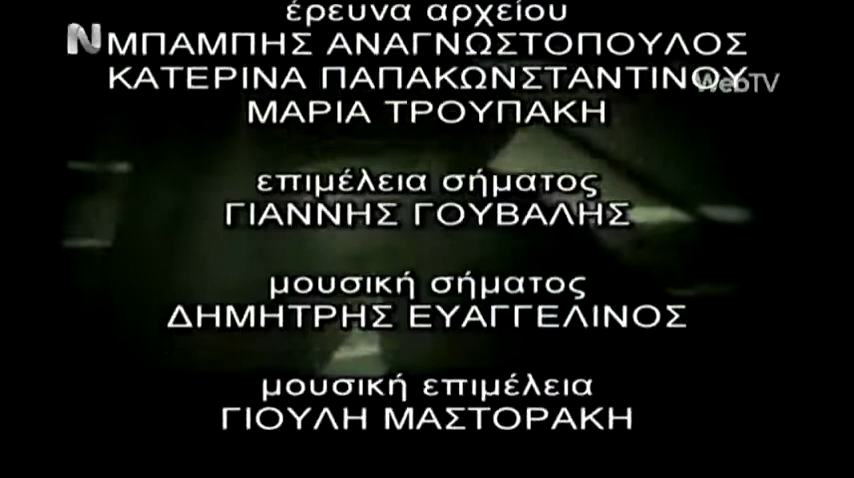 έρευνα αρχείου
N ΜΠΑΜΠΗΣ ΑΝΑΓΝΩΣΤΟΠΟΥΛΟΣ
ΚΑΤΕΡΙΝΑ ΠΑΠΑΚΩΝΣΤΑΝΤΙΝΟΥ
WebTV
ΜΑΡΙΑ ΤΡΟΥΠΑΚΗ
επιμέλεια σήματος
ΓΙΑΝΝΗΣ ΓΟΥΒΑΛΗΣ
μουσική σήματος
ΔΗΜΗΤΡΗΣ ΕΥΑΓΓΕΛΙΝΟΣ
μουσική επιμέλεια
ΓΙΟΥΛΗ ΜΑΣΤΟΡΑΚΗ